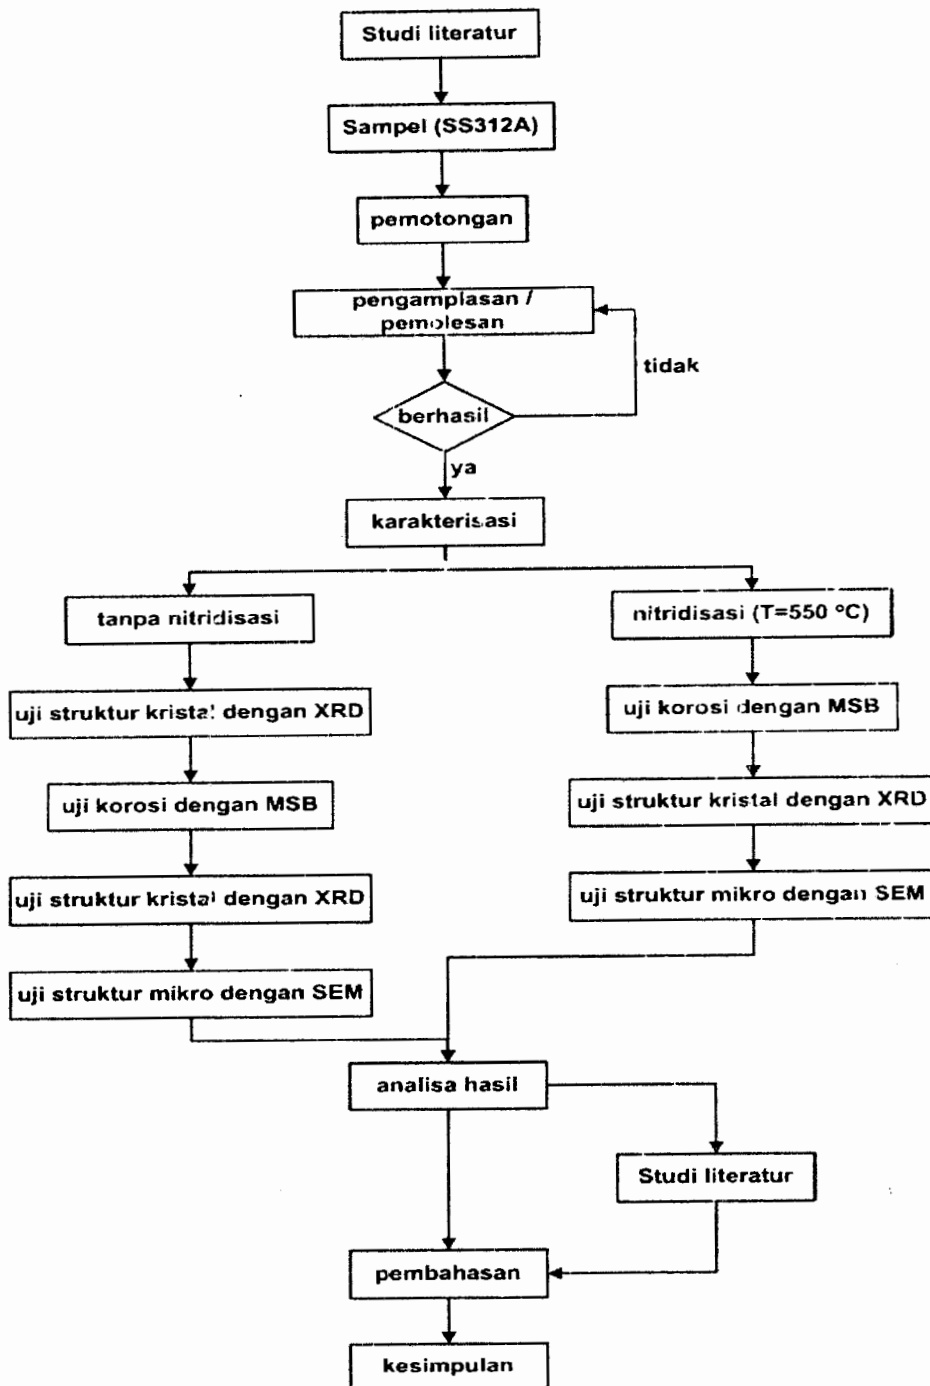 Studi literatur
Sampel (SS312A)
pemotongan
pengamplasan /
pemolesan
tidak
berhasil
ya
karakterisasi
tanpa nitridisasi
uji struktur kristal dengan XRD
uji korosi dengan MSB
uji struktur kristal dengan XRD
uji struktur mikro dengan SEM
nitridisasi (T=550 °C)
uji korosi dengan MSB
uji struktur kristal dengan XRD
uji struktur mikro dengan SEM
analisa hasil
Studi literatur
pembahasan
kesimpulan